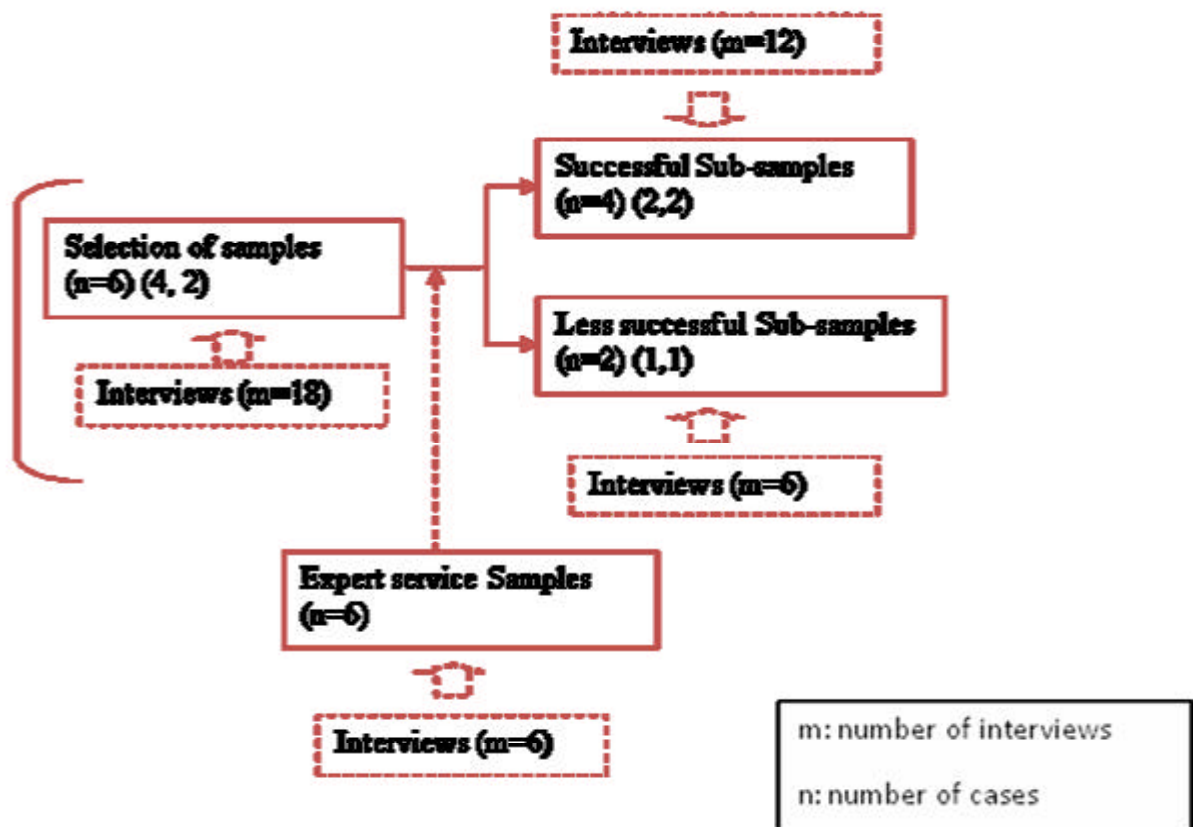 Interviews (m=12)
Successful Sub-samples
(n=4) (2,2)
Selection of samples
(n=6) (4, 2)
Less successful Sub-samples
(n=2) (1,1)
Interviews (m=18)
Interviews (m=6)
Expert service Samples
(n=6)
Interviews (m=6)
m: number of interviews
n: number of cases